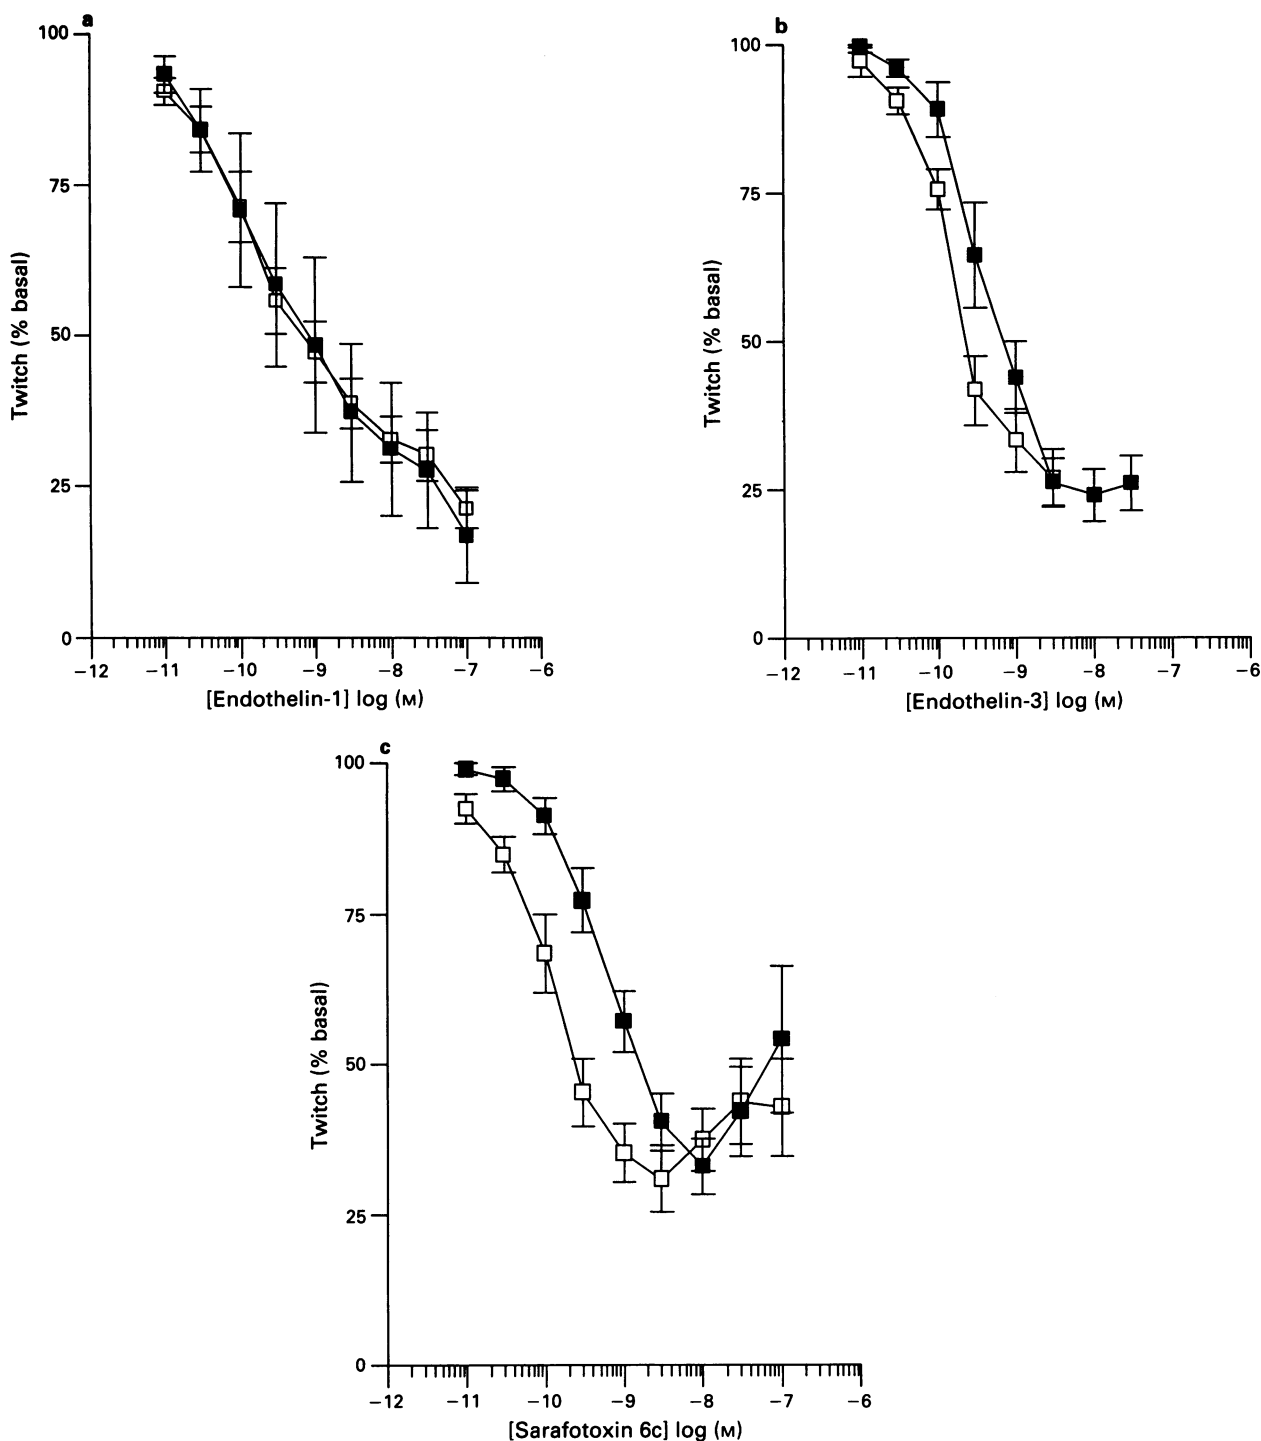 a
100
75
50
25
0
Twitch (% basal)
−12 −11 −10 −9 −8 −7 −6
[Endothelin-1] log (M)
b
100
75
50
25
0
Twitch (% basal)
−12 −11 −10 −9 −8 −7 −6
[Endothelin-3] log (M)
c
100
75
50
25
0
Twitch (% basal)
−12 −11 −10 −9 −8 −7 −6
[Sarafotoxin 6c] log (M)